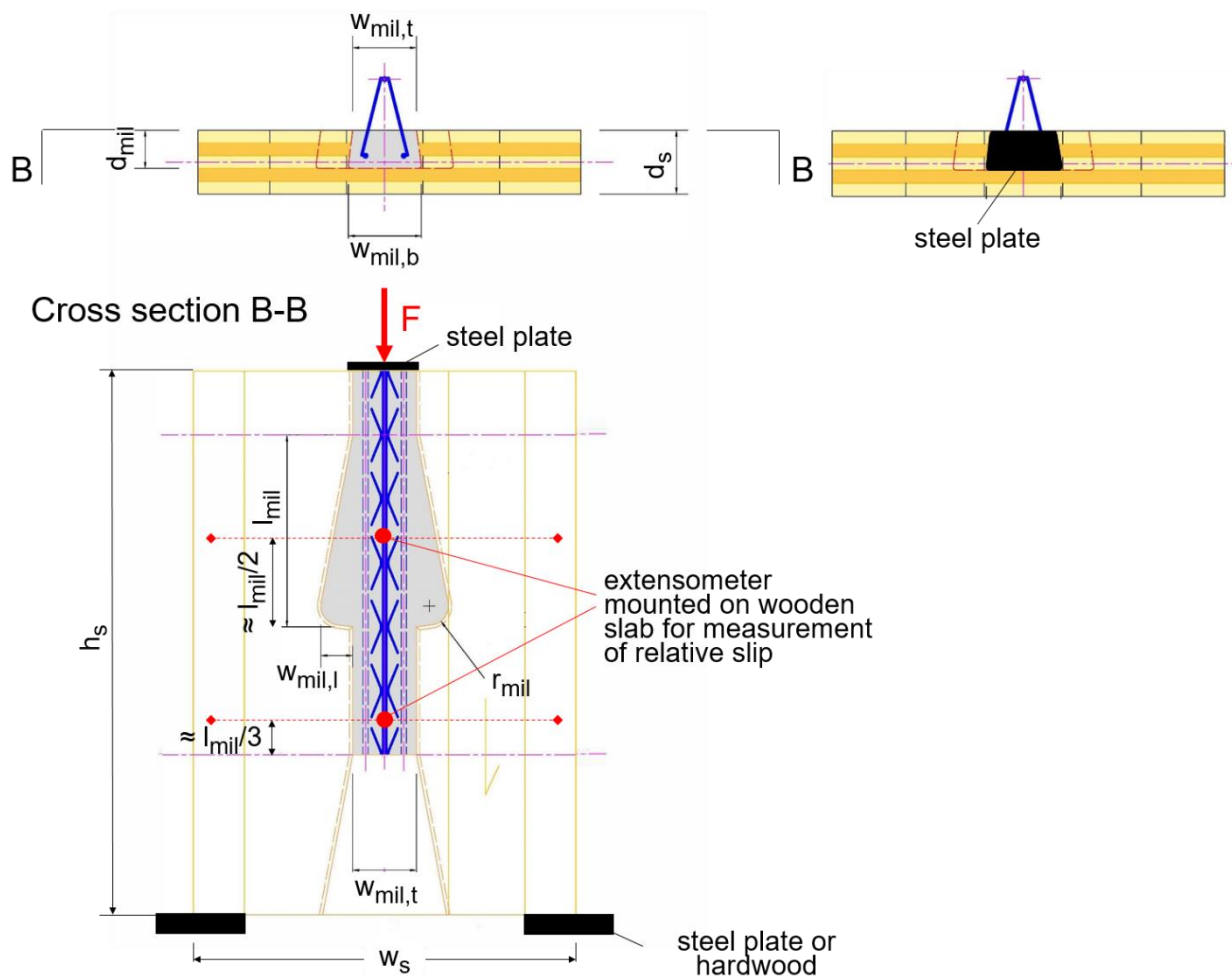 w_mil,t
d_mil
B
w_mil,b
d_s
B
steel plate
Cross section B-B
F
steel plate
l_mil
≈ l_mil/2
h_s
w_mil,l
r_mil
extensometer
mounted on wooden
slab for measurement
of relative slip
≈ l_mil/3
w_mil,t
w_s
steel plate or
hardwood